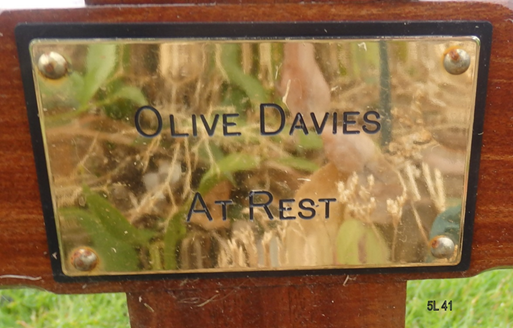 Olive Davies
At Rest
5L41